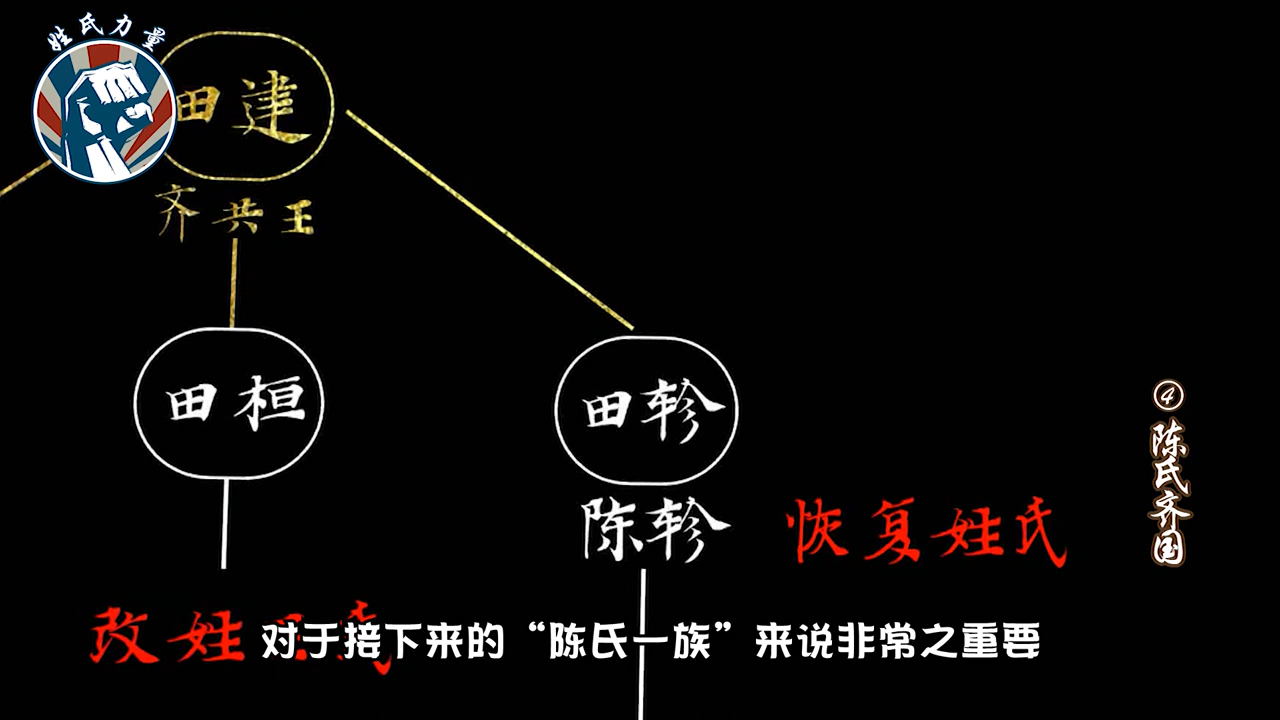 姓氏力量
田建
齐共王
田桓
田轸
陈轸
恢复姓氏
④陈氏齐国
改姓
对于接下来的“陈氏一族”来说非常之重要